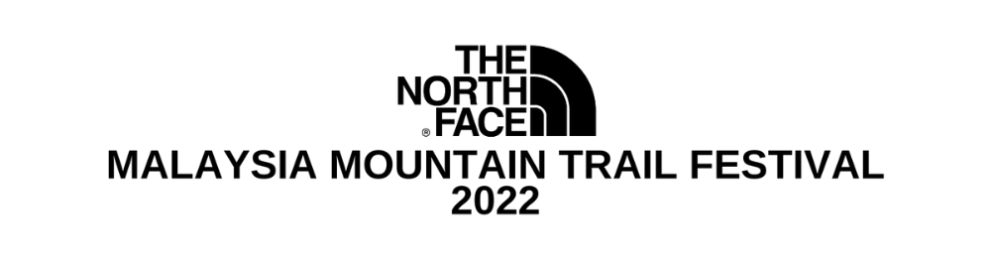 THE
NORTH
® FACE
MALAYSIA MOUNTAIN TRAIL FESTIVAL
2022